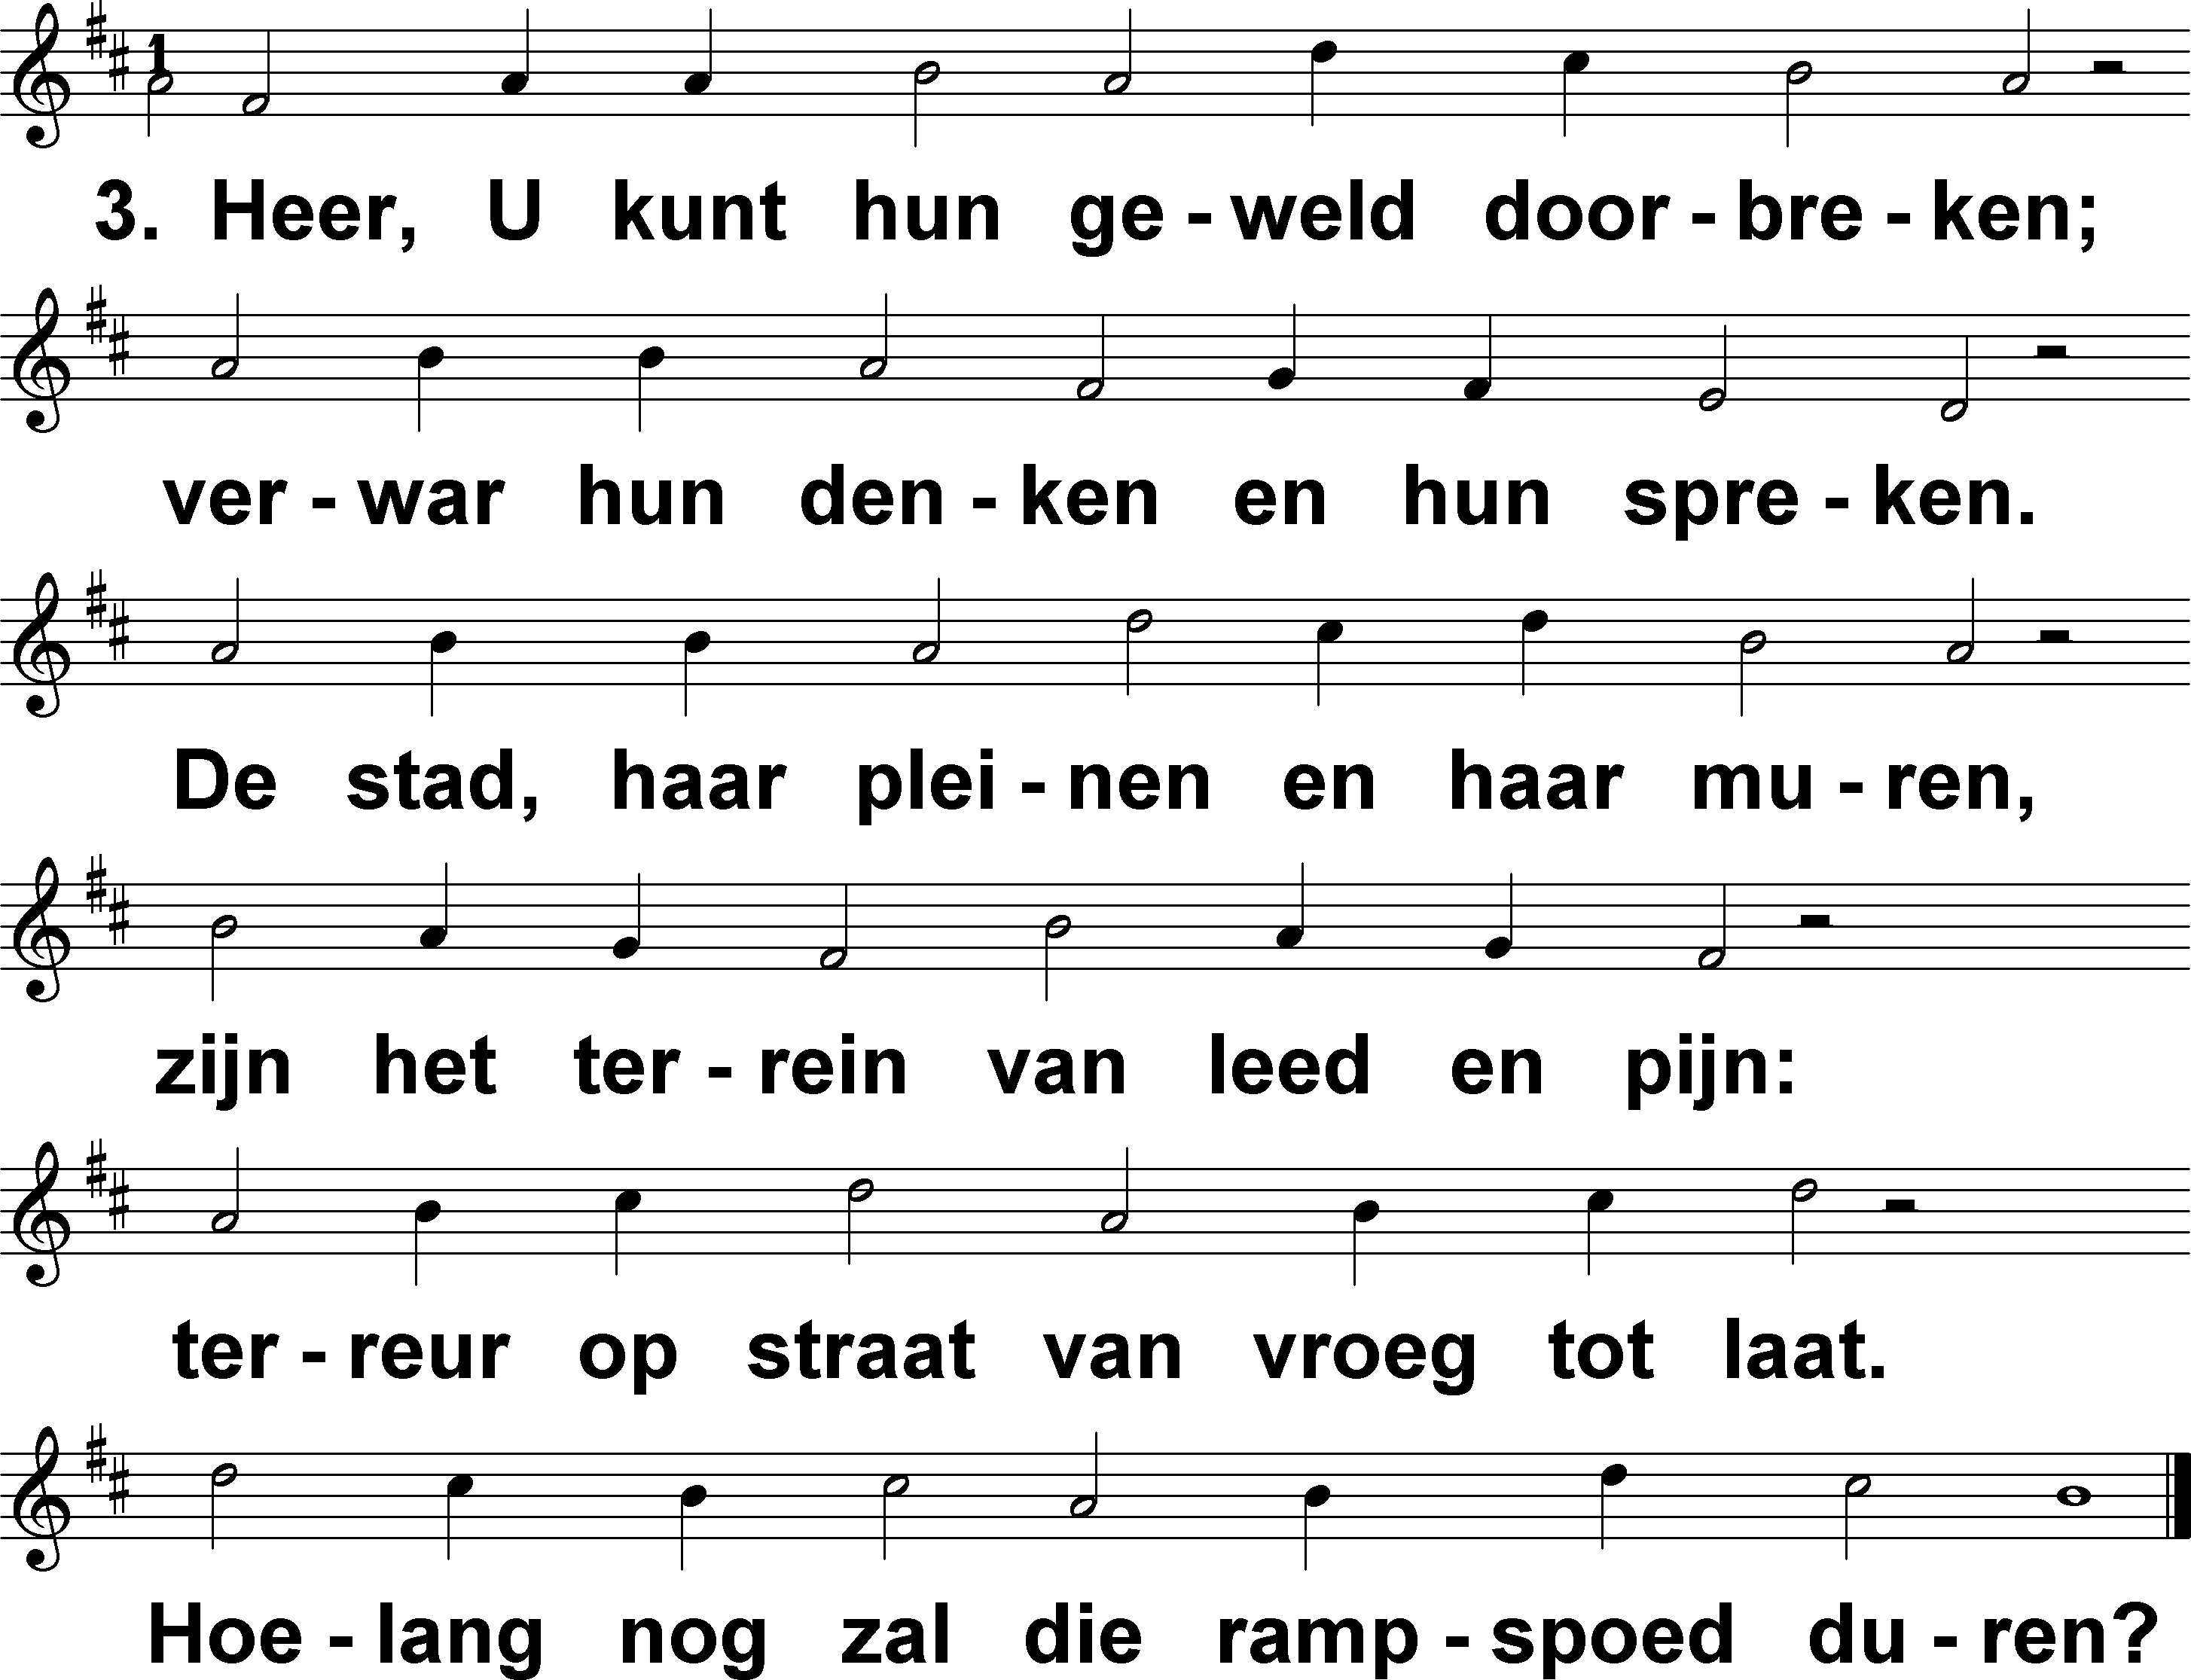 1
3. Heer, U kunt hun ge - weld door - bre - ken;
ver - war hun den - ken en hun spre - ken.
De stad, haar plei - nen en haar mu - ren,
zijn het ter - rein van leed en pijn:
ter - reur op straat van vroeg tot laat.
Hoe - lang nog zal die ramp - spoed du - ren?